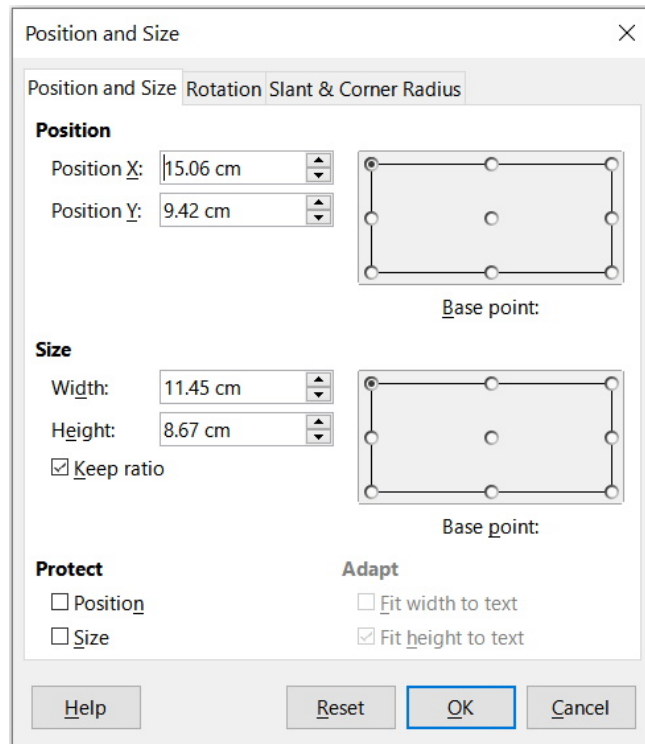 Position and Size
Position and Size Rotation Slant & Corner Radius
Position
Position X: 15.06 cm
Position Y: 9.42 cm
Base point:
Size
Width: 11.45 cm
Height: 8.67 cm
Keep ratio
Base point:
Protect Adapt
Position Fit width to text
Size Fit height to text
Help Reset OK Cancel